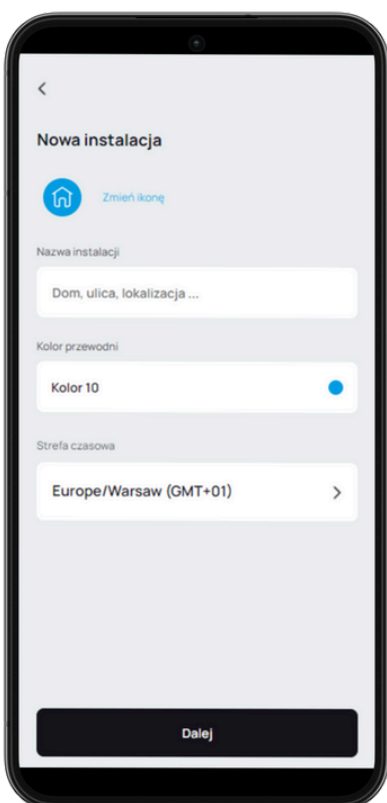 Nowa instalacja
Zmień ikonę
Nazwa instalacji
Dom, ulica, lokalizacja ...
Kolor przewodni
Kolor 10
Strefa czasowa
Europe/Warsaw (GMT+01)
Dalej